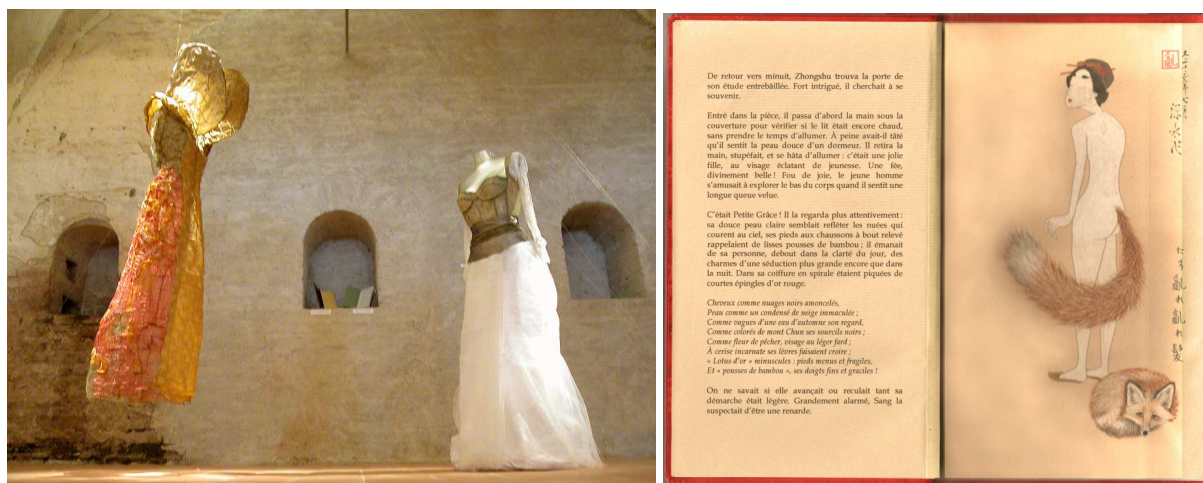 De retour vers minuit, Zhongshu trouva la porte de
son étude entrebâillée. Fort intrigué, il cherchait à se
souvenir.
Entré dans la pièce, il passa d'abord la main sous la
couverture pour vérifier si le lit était encore chaud,
sans prendre le temps d'allumer. À peine avait-il tâté
qu'il sentit la peau douce d'un dormeur. Il retira la
main, stupéfait, et se hâta d'allumer : c'était une jolie
fille, au visage éclatant de jeunesse. Une fée,
divinement belle ! Fou de joie, le jeune homme
s'amusait à explorer le bas du corps quand il sentit une
longue queue velue.
C'était Petite Grâce ! Il la regarda plus attentivement :
sa douce peau claire semblait refléter les nuées qui
courent au ciel, ses pieds aux chaussons à bout relevé
rappelaient de lisses pousses de bambou ; il émanait
de sa personne, debout dans la clarté du jour, des
charmes d'une séduction plus grande encore que dans
la nuit. Dans sa coiffure en spirale étaient piquées de
courtes épingles d'or rouge.
Cheveux comme nuages noirs amoncelés,
Peau comme un condensé de neige immaculée ;
Comme vagues d'une eau d'automne son regard,
Comme colorés de mont Chun ses sourcils noirs ;
Comme fleur de pêcher, visage au léger fard ;
À cerise incarnate ses lèvres faisaient croire ;
« Lotus d'or » minuscules : pieds menus et fragiles,
Et « pousses de bambou », ses doigts fins et graciles !
On ne savait si elle avançait ou reculait tant sa
démarche était légère. Grandement alarmé, Sang la
suspectait d'être une renarde.